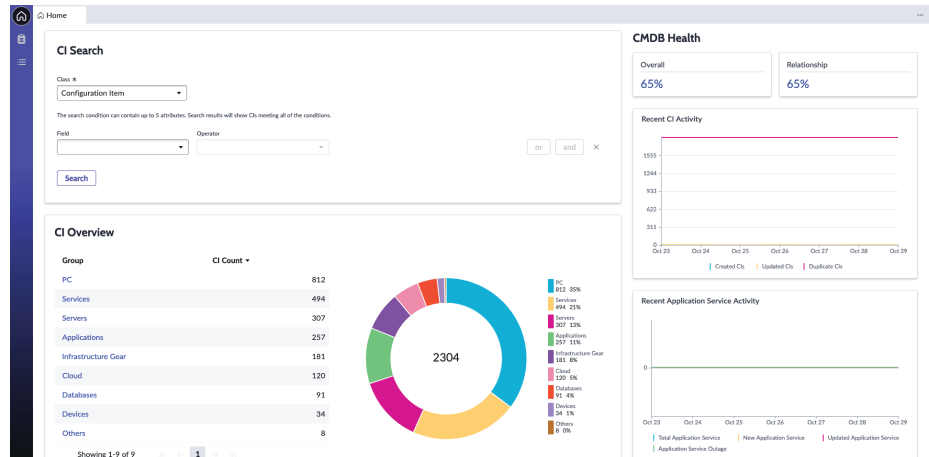 Home
CI Search
Class *
Configuration Item
The search condition can contain up to 5 attributes. Search results will show CIs meeting all of the conditions.
Field Operator
or and ×
Search
CI Overview
Group CI Count
PC 812
Services 494
Servers 307
Applications 257
Infrastructure Gear 181
Cloud 120
Databases 91
Devices 34
Others 8
Showing 1-9 of 9 1
2304
PC
812 35%
Services
494 21%
Servers
307 13%
Applications
257 11%
Infrastructure Gear
181 8%
Cloud
120 5%
Databases
91 4%
Devices
34 1%
Others
8 0%
CMDB Health
Overall
65%
Relationship
65%
Recent CI Activity
1555
1244
933
622
311
0
Oct 23 Oct 24 Oct 25 Oct 26 Oct 27 Oct 28 Oct 29
Created CIs Updated CIs Duplicate CIs
Recent Application Service Activity
0
Oct 23 Oct 24 Oct 25 Oct 26 Oct 27 Oct 28 Oct 29
Total Application Service New Application Service Updated Application Service
Application Service Outage